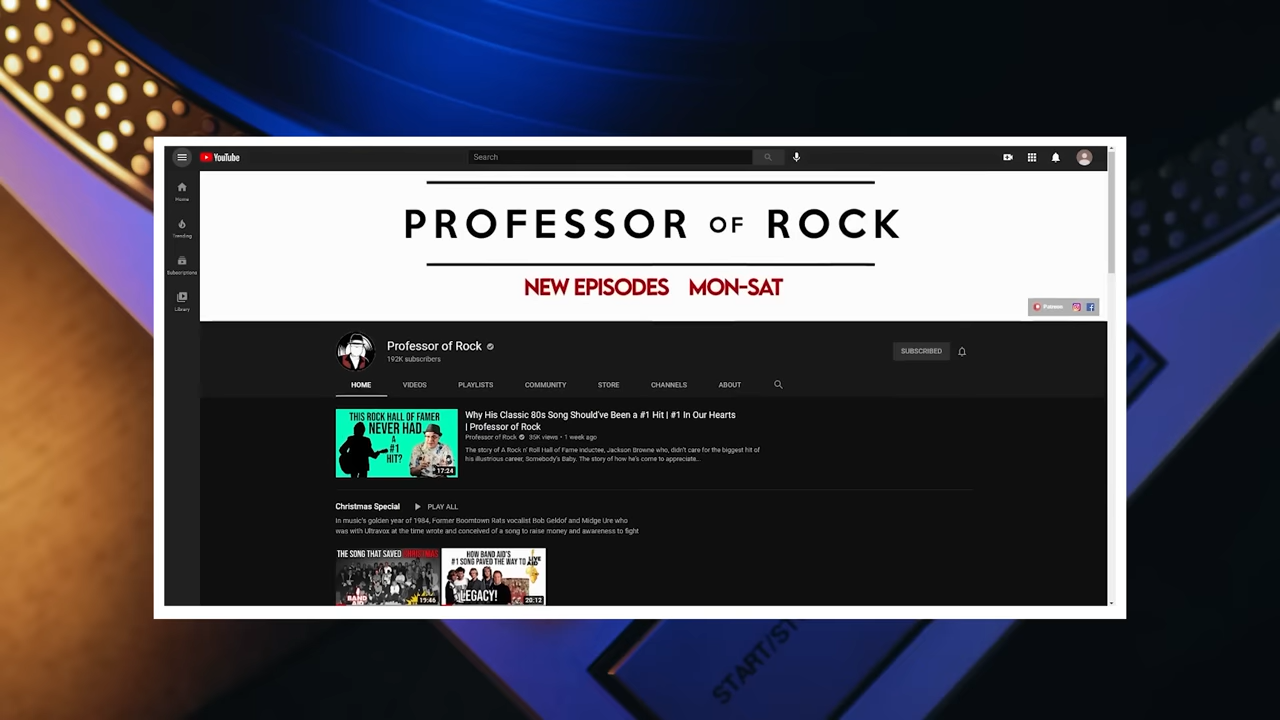 YouTube
Search
Home
Trending
Subscriptions
Library
PROFESSOR OF ROCK
NEW EPISODES MON-SAT
Patreon
Professor of Rock
192K subscribers
SUBSCRIBED
HOME VIDEOS PLAYLISTS COMMUNITY STORE CHANNELS ABOUT
THIS ROCK HALL OF FAMER
NEVER HAD
A
#1
HIT?
17:24
Why His Classic 80s Song Should've Been a #1 Hit | #1 In Our Hearts
| Professor of Rock
Professor of Rock 35K views • 1 week ago
The story of A Rock n' Roll Hall of Fame inductee, Jackson Browne who, didn't care for the biggest hit of
his illustrious career, Somebody's Baby. The story of how he's come to appreciate...
Christmas Special PLAY ALL
In music's golden year of 1984, Former Boomtown Rats vocalist Bob Geldof and Midge Ure who
was with Ultravox at the time wrote and conceived of a song to raise money and awareness to fight
THE SONG THAT SAVED CHRISTMAS
BAND
AID
19:46
HOW BAND AID'S
#1 SONG PAVED THE WAY TO LIVE
AID
LEGACY!
20:12
START/ST